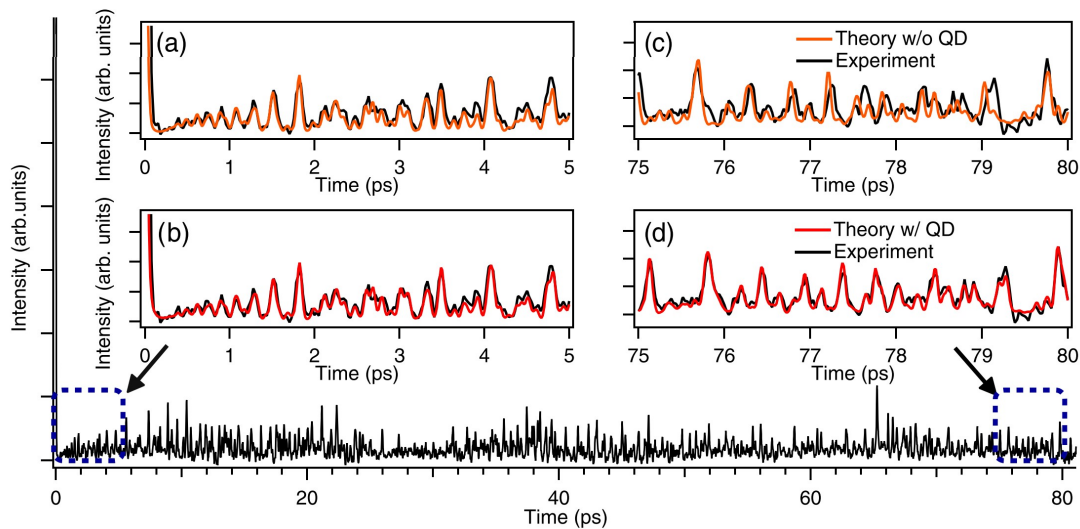 Intensity (arb.units)
Intensity (arb. units)
(a)
0 1 2 3 4 5
Time (ps)
(c)
Theory w/o QD
Experiment
75 76 77 78 79 80
Time (ps)
Intensity (arb. units)
(b)
0 1 2 3 4 5
Time (ps)
(d)
Theory w/ QD
Experiment
75 76 77 78 79 80
Time (ps)
0 20 40 60 80
Time (ps)